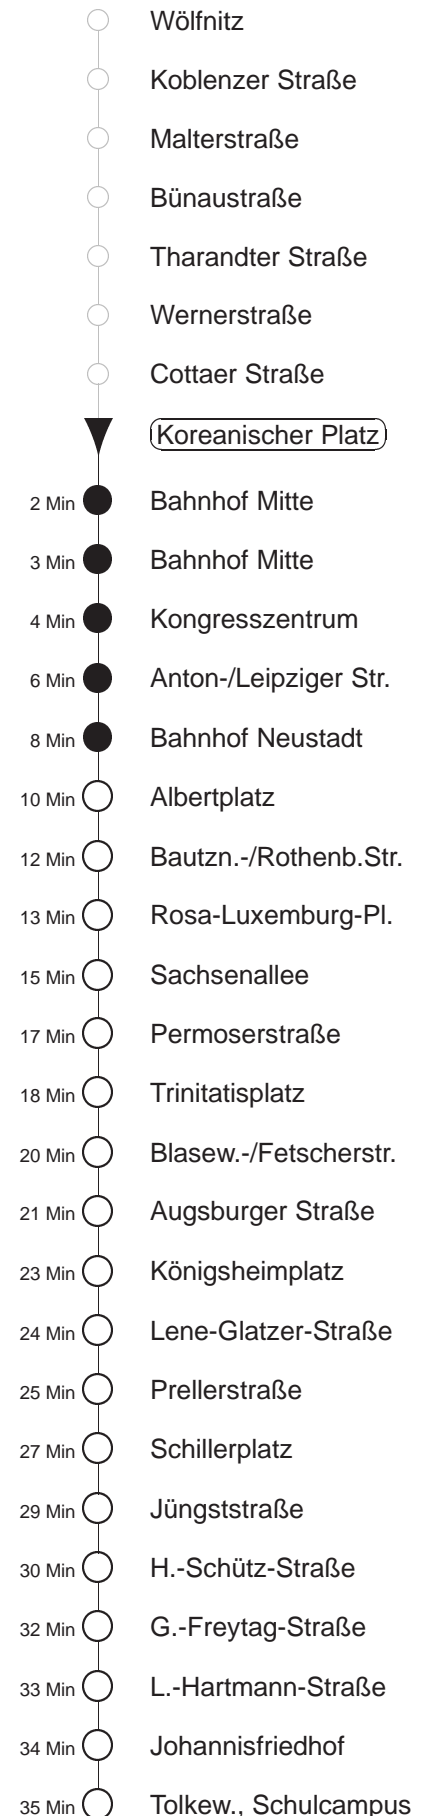 Wölfnitz
Koblenzer Straße
Malterstraße
Bünaustraße
Tharandter Straße
Wernerstraße
Cottaer Straße
Koreanischer Platz
2 Min Bahnhof Mitte
3 Min Bahnhof Mitte
4 Min Kongresszentrum
6 Min Anton-/Leipziger Str.
8 Min Bahnhof Neustadt
10 Min Albertplatz
12 Min Bautzn.-/Rothenb.Str.
13 Min Rosa-Luxemburg-Pl.
15 Min Sachsenallee
17 Min Permoserstraße
18 Min Trinitatisplatz
20 Min Blasew.-/Fetscherstr.
21 Min Augsburger Straße
23 Min Königsheimplatz
24 Min Lene-Glatzer-Straße
25 Min Prellerstraße
27 Min Schillerplatz
29 Min Jüngststraße
30 Min H.-Schütz-Straße
32 Min G.-Freytag-Straße
33 Min L.-Hartmann-Straße
34 Min Johannisfriedhof
35 Min Tolkew., Schulcampus